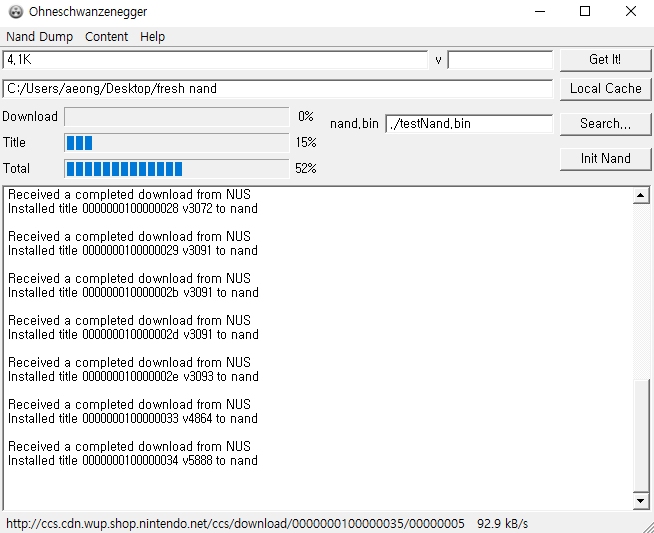 Ohneschwanzenegger
Nand Dump Content Help
4.1K v Get It!
C:/Users/aeong/Desktop/fresh nand Local Cache
Download 0%
nand.bin ./testNand.bin Search...
Title 15%
Init Nand
Total 52%
Received a completed download from NUS
Installed title 0000000100000028 v3072 to nand
Received a completed download from NUS
Installed title 0000000100000029 v3091 to nand
Received a completed download from NUS
Installed title 000000010000002b v3091 to nand
Received a completed download from NUS
Installed title 000000010000002d v3091 to nand
Received a completed download from NUS
Installed title 000000010000002e v3093 to nand
Received a completed download from NUS
Installed title 0000000100000033 v4864 to nand
Received a completed download from NUS
Installed title 0000000100000034 v5888 to nand
http://ccs.cdn.wup.shop.nintendo.net/ccs/download/0000000100000035/00000005 92.9 kB/s